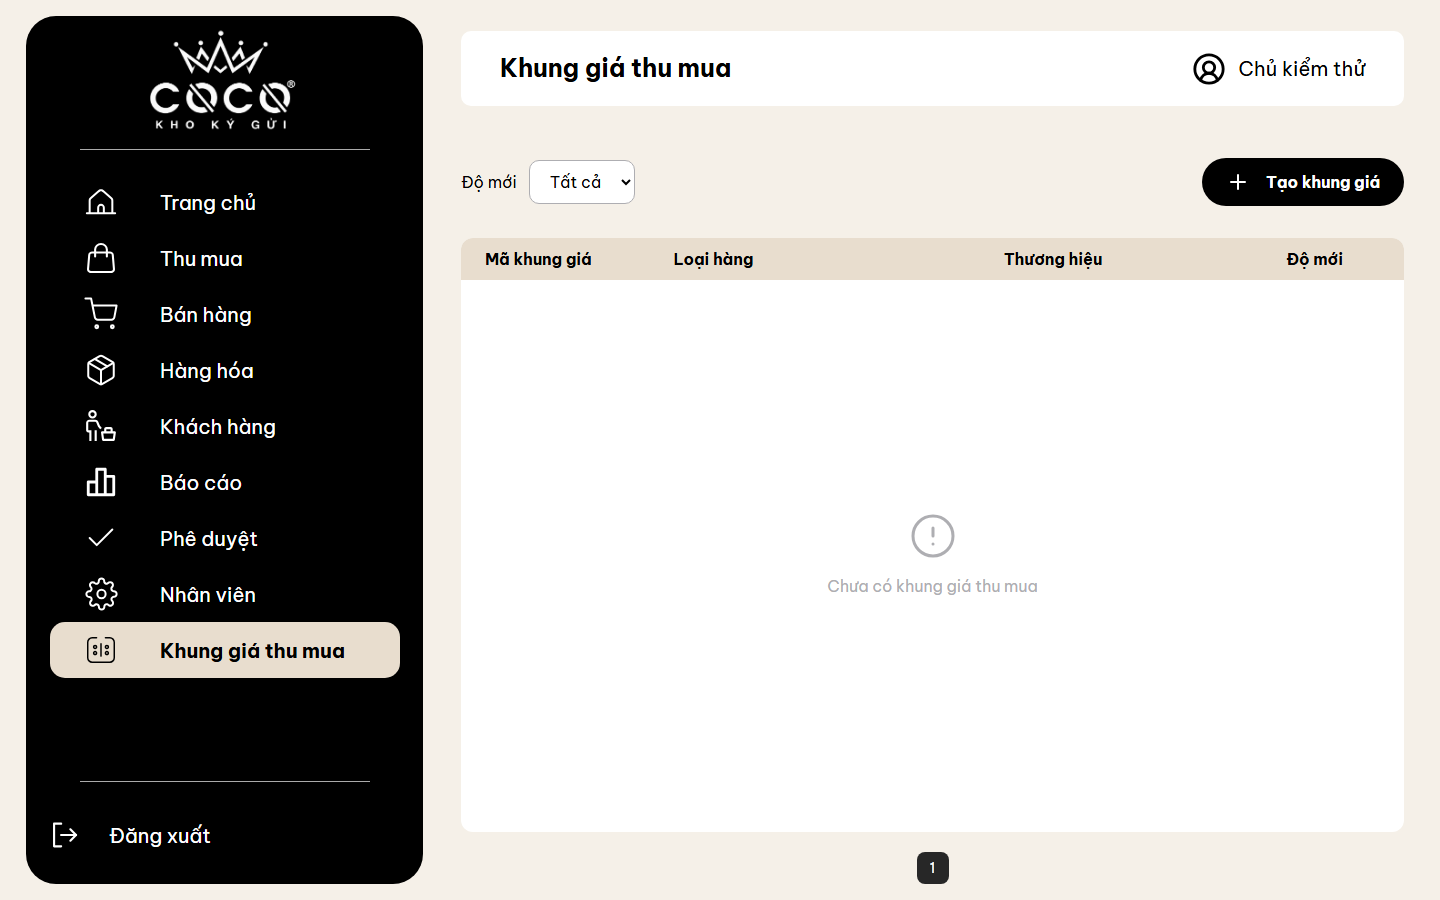 COCO®
KHO KÝ GỬI
Trang chủ
Thu mua
Bán hàng
Hàng hóa
Khách hàng
Báo cáo
Phê duyệt
Nhân viên
Khung giá thu mua
Đăng xuất
Khung giá thu mua
Chủ kiểm thử
Độ mới
Tất cả
Tạo khung giá
Mã khung giá Loại hàng Thương hiệu Độ mới
Chưa có khung giá thu mua
1